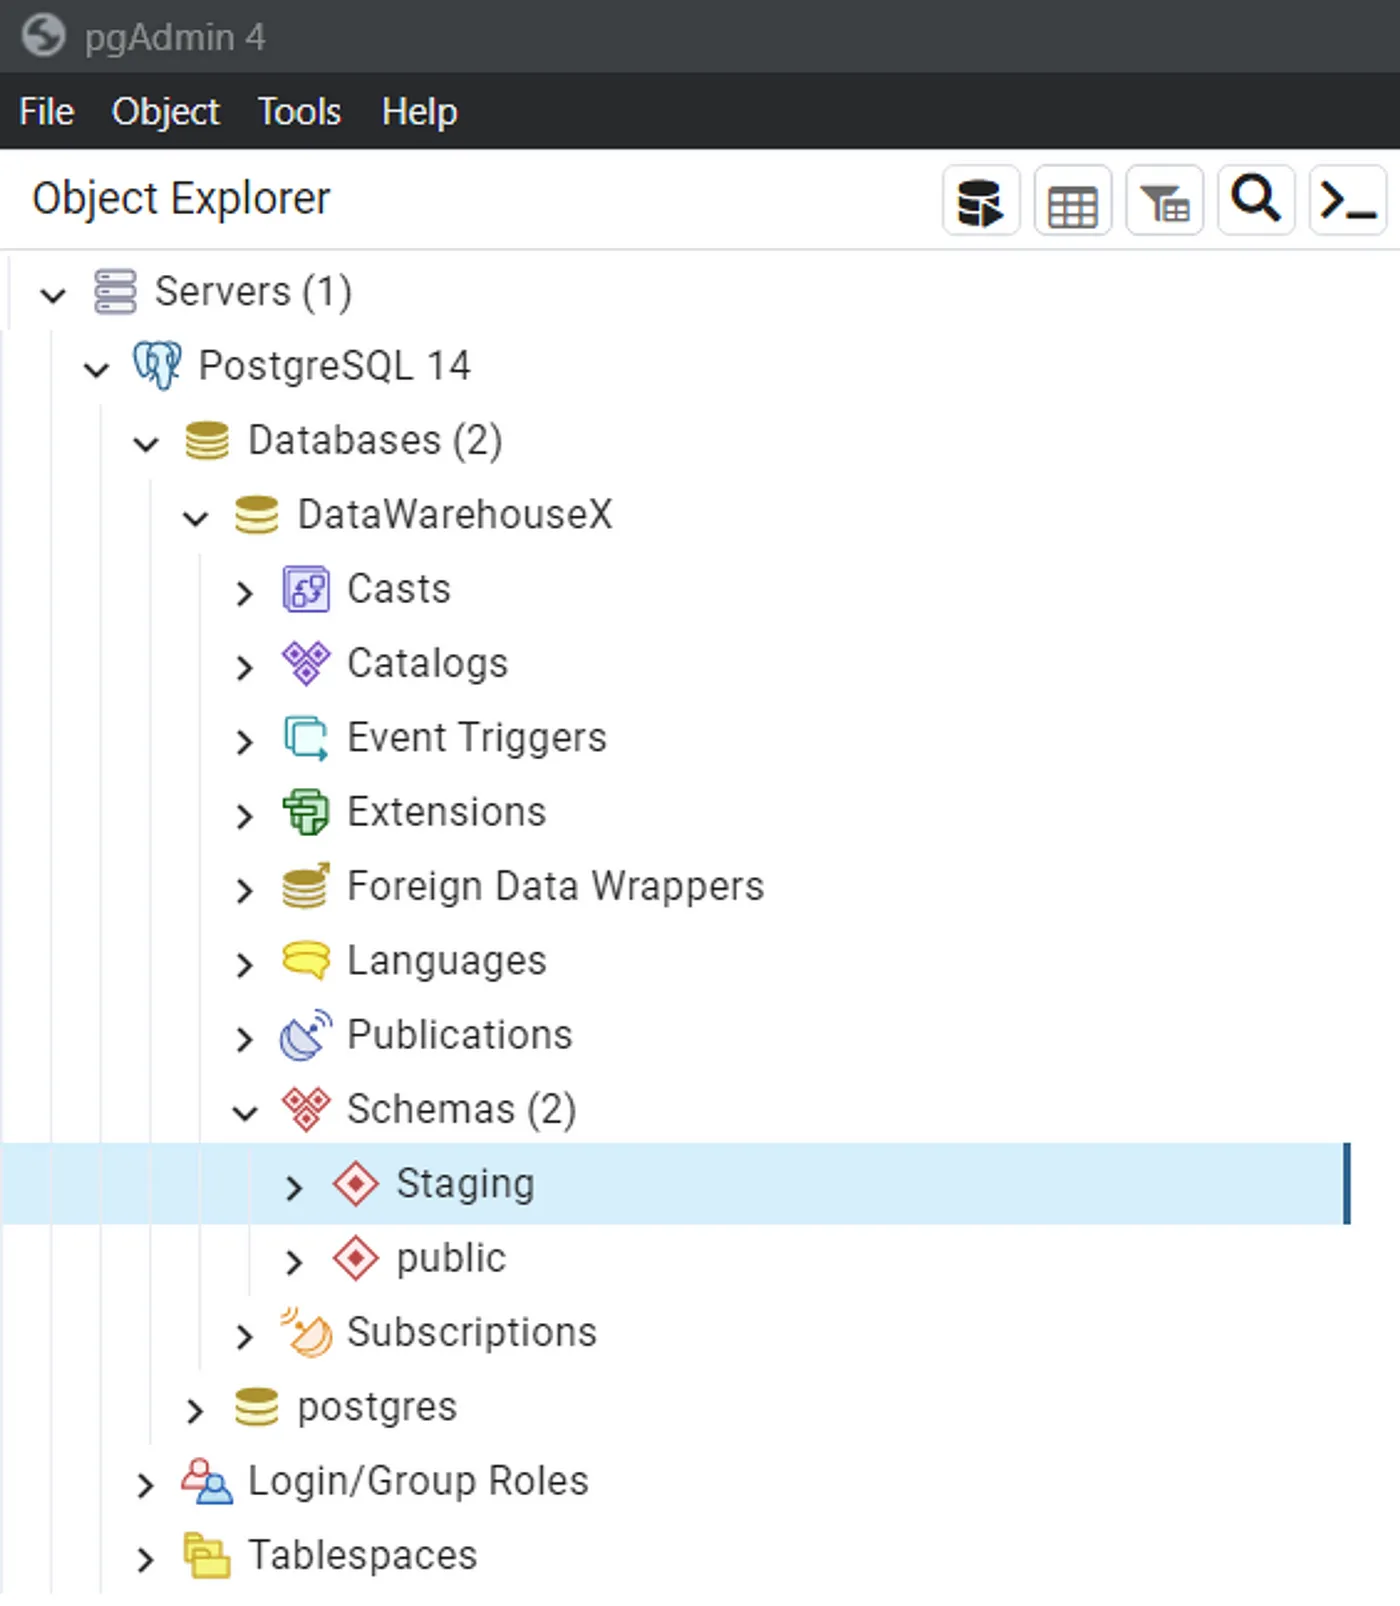 pgAdmin 4
File Object Tools Help
Object Explorer
Servers (1)
PostgreSQL 14
Databases (2)
DataWarehouseX
Casts
Catalogs
Event Triggers
Extensions
Foreign Data Wrappers
Languages
Publications
Schemas (2)
Staging
public
Subscriptions
postgres
Login/Group Roles
Tablespaces